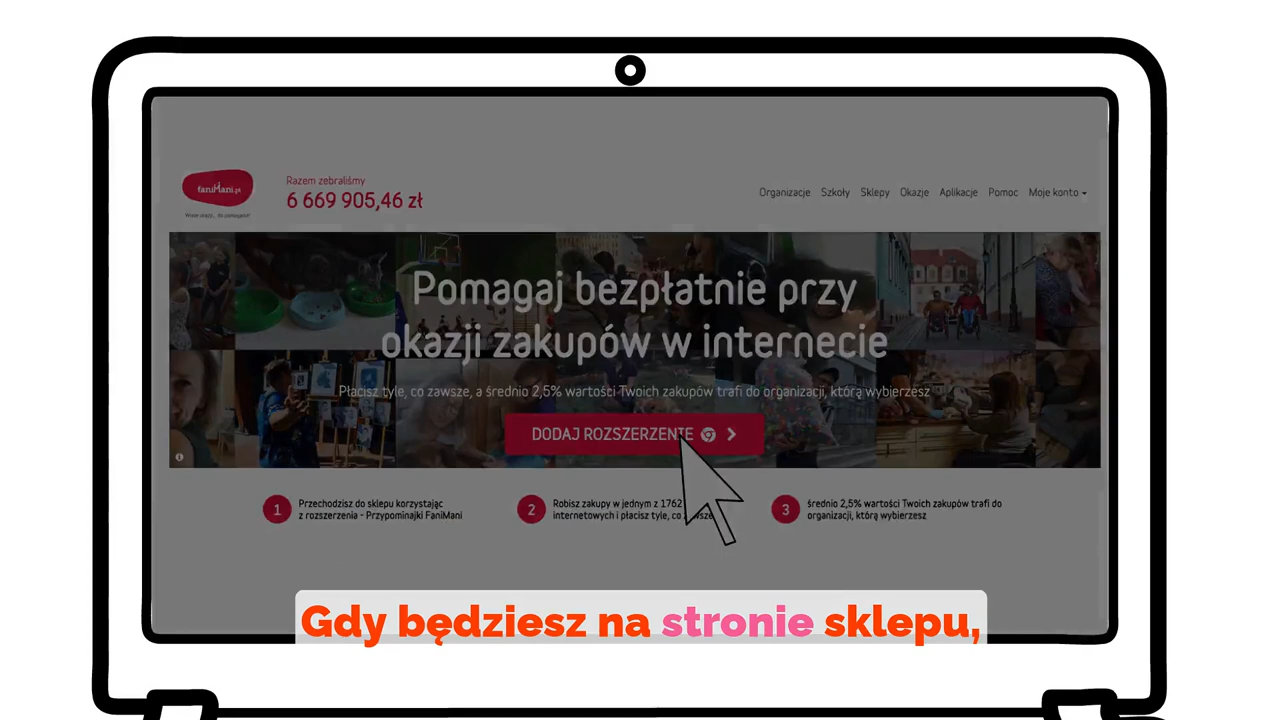 faniMani.pl
Razem zebraliśmy
6 669 905,46 zł
Organizacje Szkoły Sklepy Okazje Aplikacje Pomoc Moje konto
Pomagaj bezpłatnie przy
okazji zakupów w internecie
Płacisz tyle, co zawsze, a średnio 2,5% wartości Twoich zakupów trafi do organizacji, którą wybierzesz
DODAJ ROZSZERZENIE
1 Przechodzisz do sklepu korzystając
z rozszerzenia - Przypominajki FaniMani
2 Robisz zakupy w jednym z 1762
internetowych i płacisz tyle, co zawsze
3 średnio 2,5% wartości Twoich zakupów trafi do
organizacji, którą wybierzesz
Gdy będziesz na stronie sklepu,